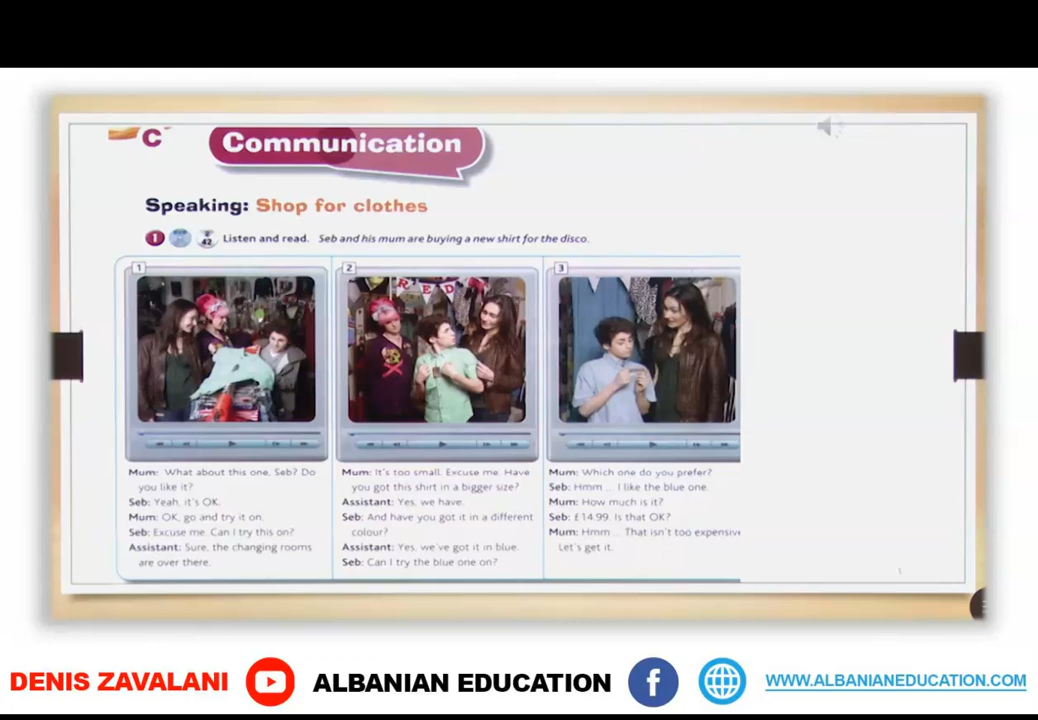 C
Communication
Speaking: Shop for clothes
1 42 Listen and read. Seb and his mum are buying a new shirt for the disco.
1
Mum: What about this one, Seb? Do
you like it?
Seb: Yeah, it's OK.
Mum: OK, go and try it on.
Seb: Excuse me. Can I try this on?
Assistant: Sure, the changing rooms
are over there.
2
RED
Mum: It's too small. Excuse me. Have
you got this shirt in a bigger size?
Assistant: Yes, we have.
Seb: And have you got it in a different
colour?
Assistant: Yes, we've got it in blue.
Seb: Can I try the blue one on?
3
Mum: Which one do you prefer?
Seb: Hmm ... I like the blue one.
Mum: How much is it?
Seb: £14.99. Is that OK?
Mum: Hmm ... That isn't too expensive
Let's get it.
1
DENIS ZAVALANI ALBANIAN EDUCATION WWW.ALBANIANEDUCATION.COM